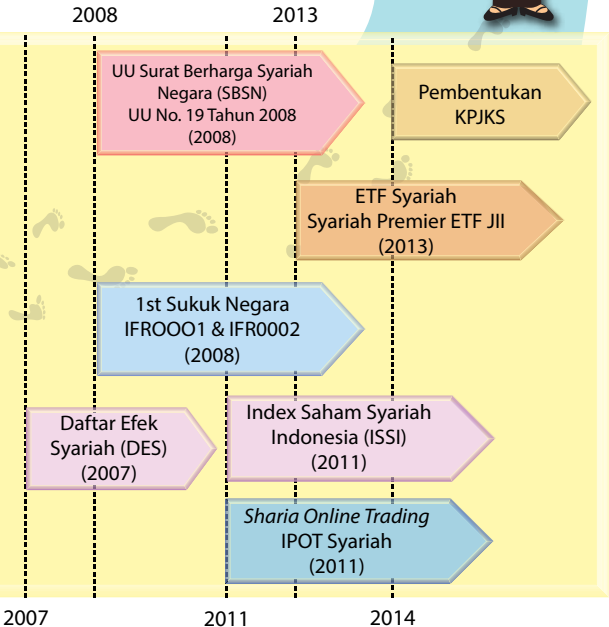 2008
2013
UU Surat Berharga Syariah
Negara (SBSN)
UU No. 19 Tahun 2008
(2008)
Pembentukan
KPJKS
ETF Syariah
Syariah Premier ETF JII
(2013)
1st Sukuk Negara
IFROOO1 & IFR0002
(2008)
Daftar Efek
Syariah (DES)
(2007)
Index Saham Syariah
Indonesia (ISSI)
(2011)
Sharia Online Trading
IPOT Syariah
(2011)
2007
2011
2014